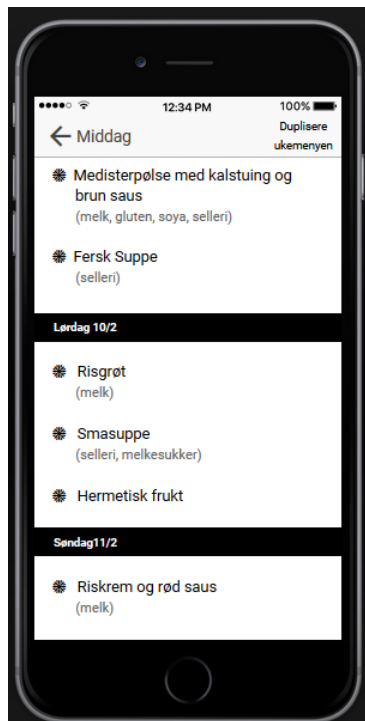 12:34 PM
100%
Middag
Duplisere
ukemenyen
Medisterpølse med kalstuing og
brun saus
(melk, gluten, soya, selleri)
Fersk Suppe
(selleri)
Lørdag 10/2
Risgrøt
(melk)
Smasuppe
(selleri, melkesukker)
Hermetisk frukt
Søndag11/2
Riskrem og rød saus
(melk)